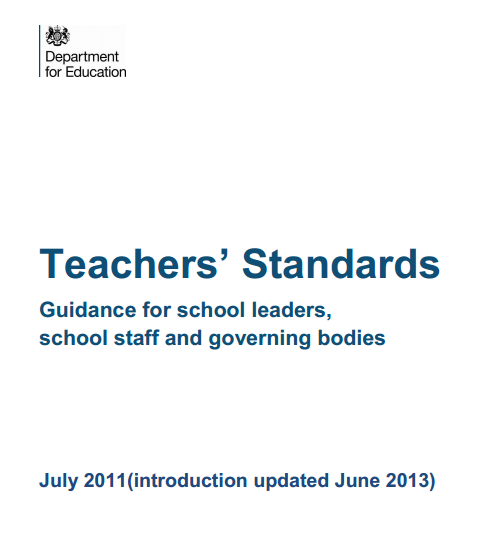 Department
for Education
Teachers’ Standards
Guidance for school leaders,
school staff and governing bodies
July 2011(introduction updated June 2013)